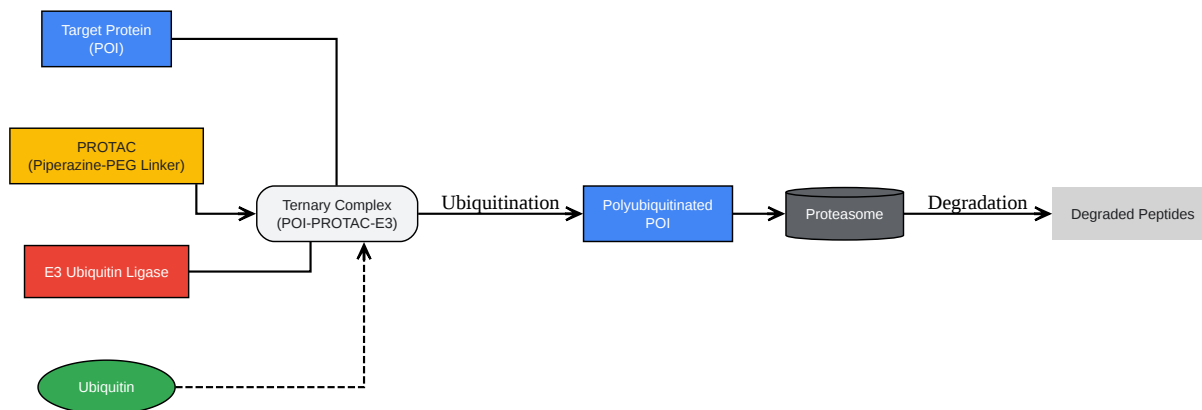 Target Protein
(POI)
PROTAC
(Piperazine-PEG Linker)
E3 Ubiquitin Ligase
Ubiquitin
Ternary Complex
(POI-PROTAC-E3)
Ubiquitination
Polyubiquitinated
POI
Proteasome
Degradation
Degraded Peptides